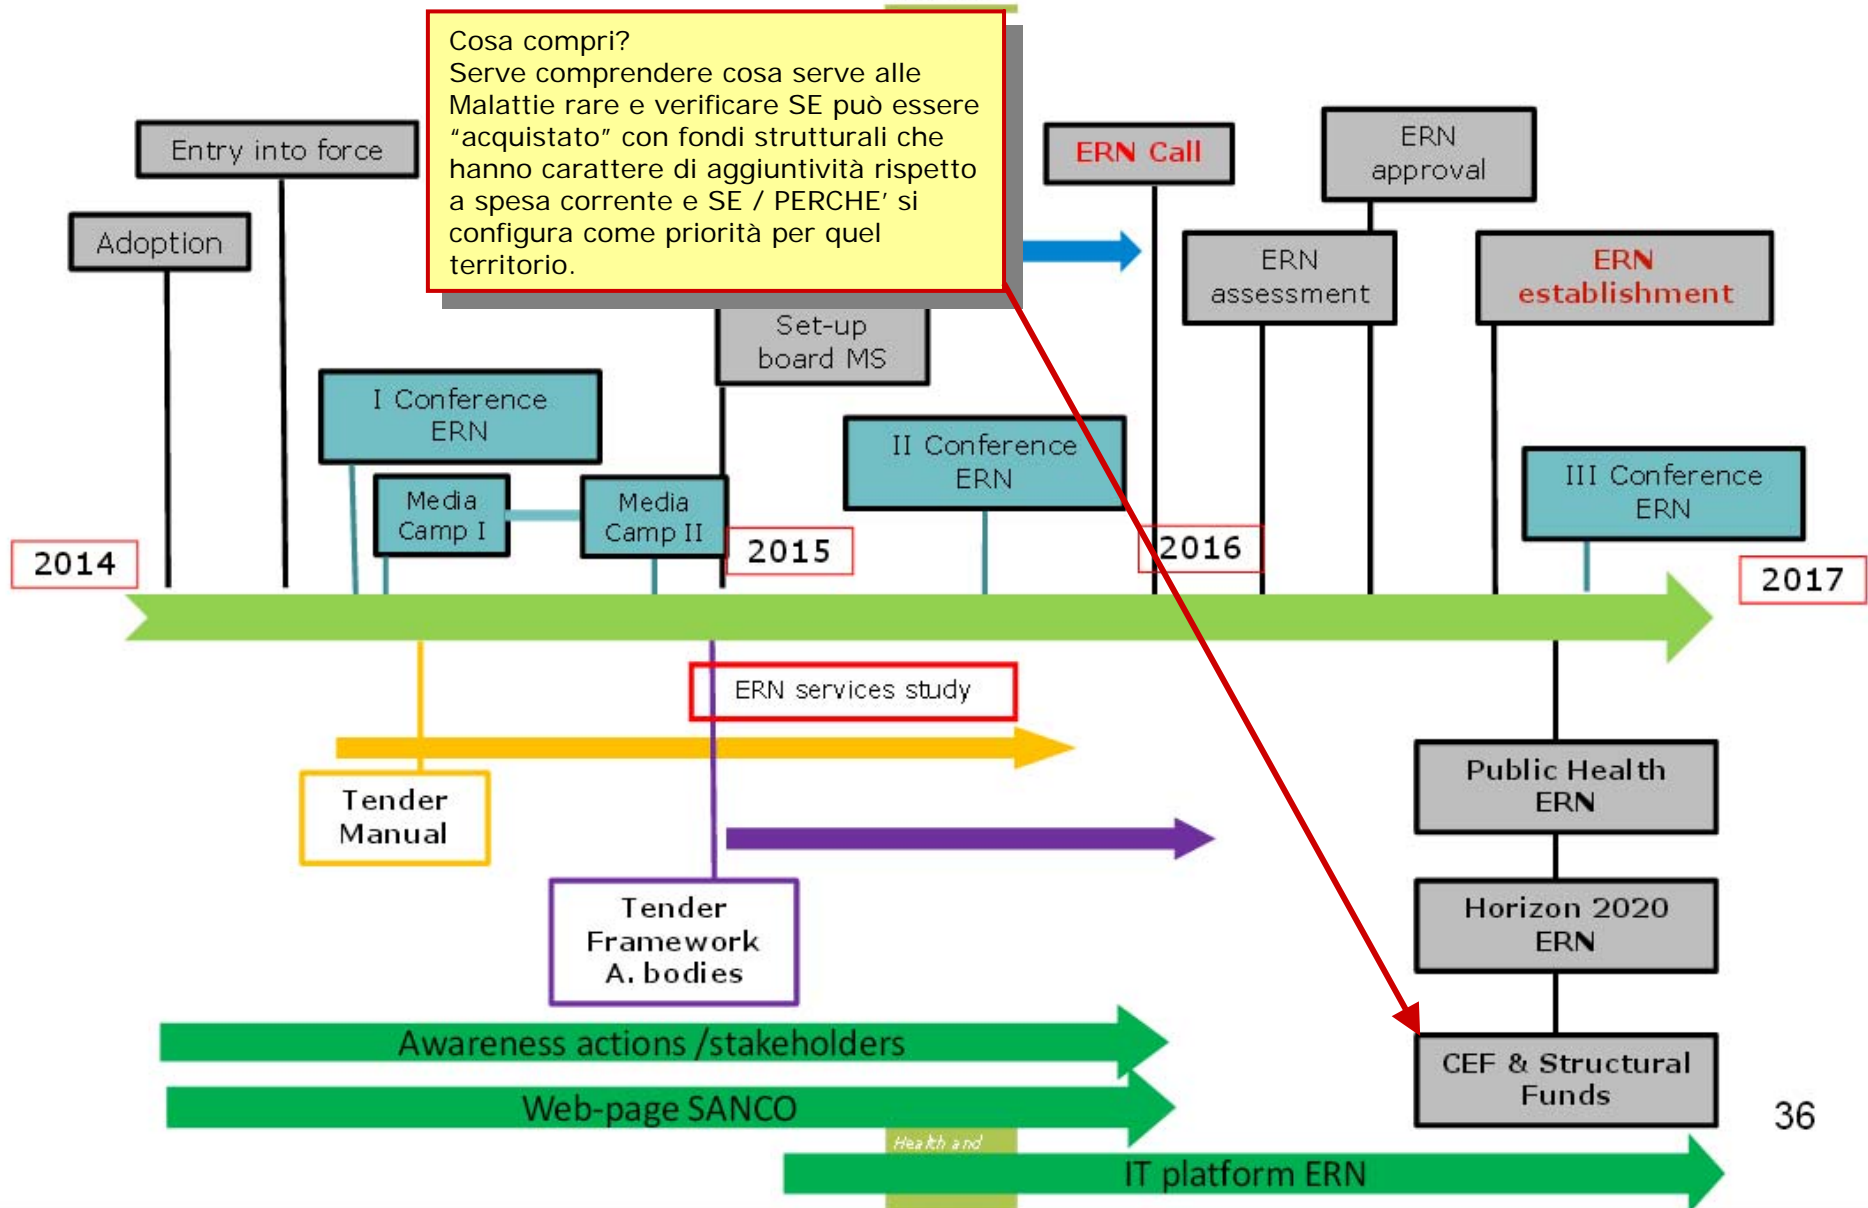 Cosa compri?
Serve comprendere cosa serve alle
Malattie rare e verificare SE può essere
“acquistato” con fondi strutturali che
hanno carattere di aggiuntività rispetto
a spesa corrente e SE / PERCHE’ si
configura come priorità per quel
territorio.
Entry into force
Adoption
ERN Call
ERN
approval
ERN
assessment
ERN
establishment
Set-up
board MS
I Conference
ERN
Media
Camp I
Media
Camp II
II Conference
ERN
III Conference
ERN
2014
2015
2016
2017
ERN services study
Tender
Manual
Tender
Framework
A. bodies
Public Health
ERN
Horizon 2020
ERN
CEF & Structural
Funds
Awareness actions /stakeholders
Web-page SANCO
Health and
IT platform ERN
36